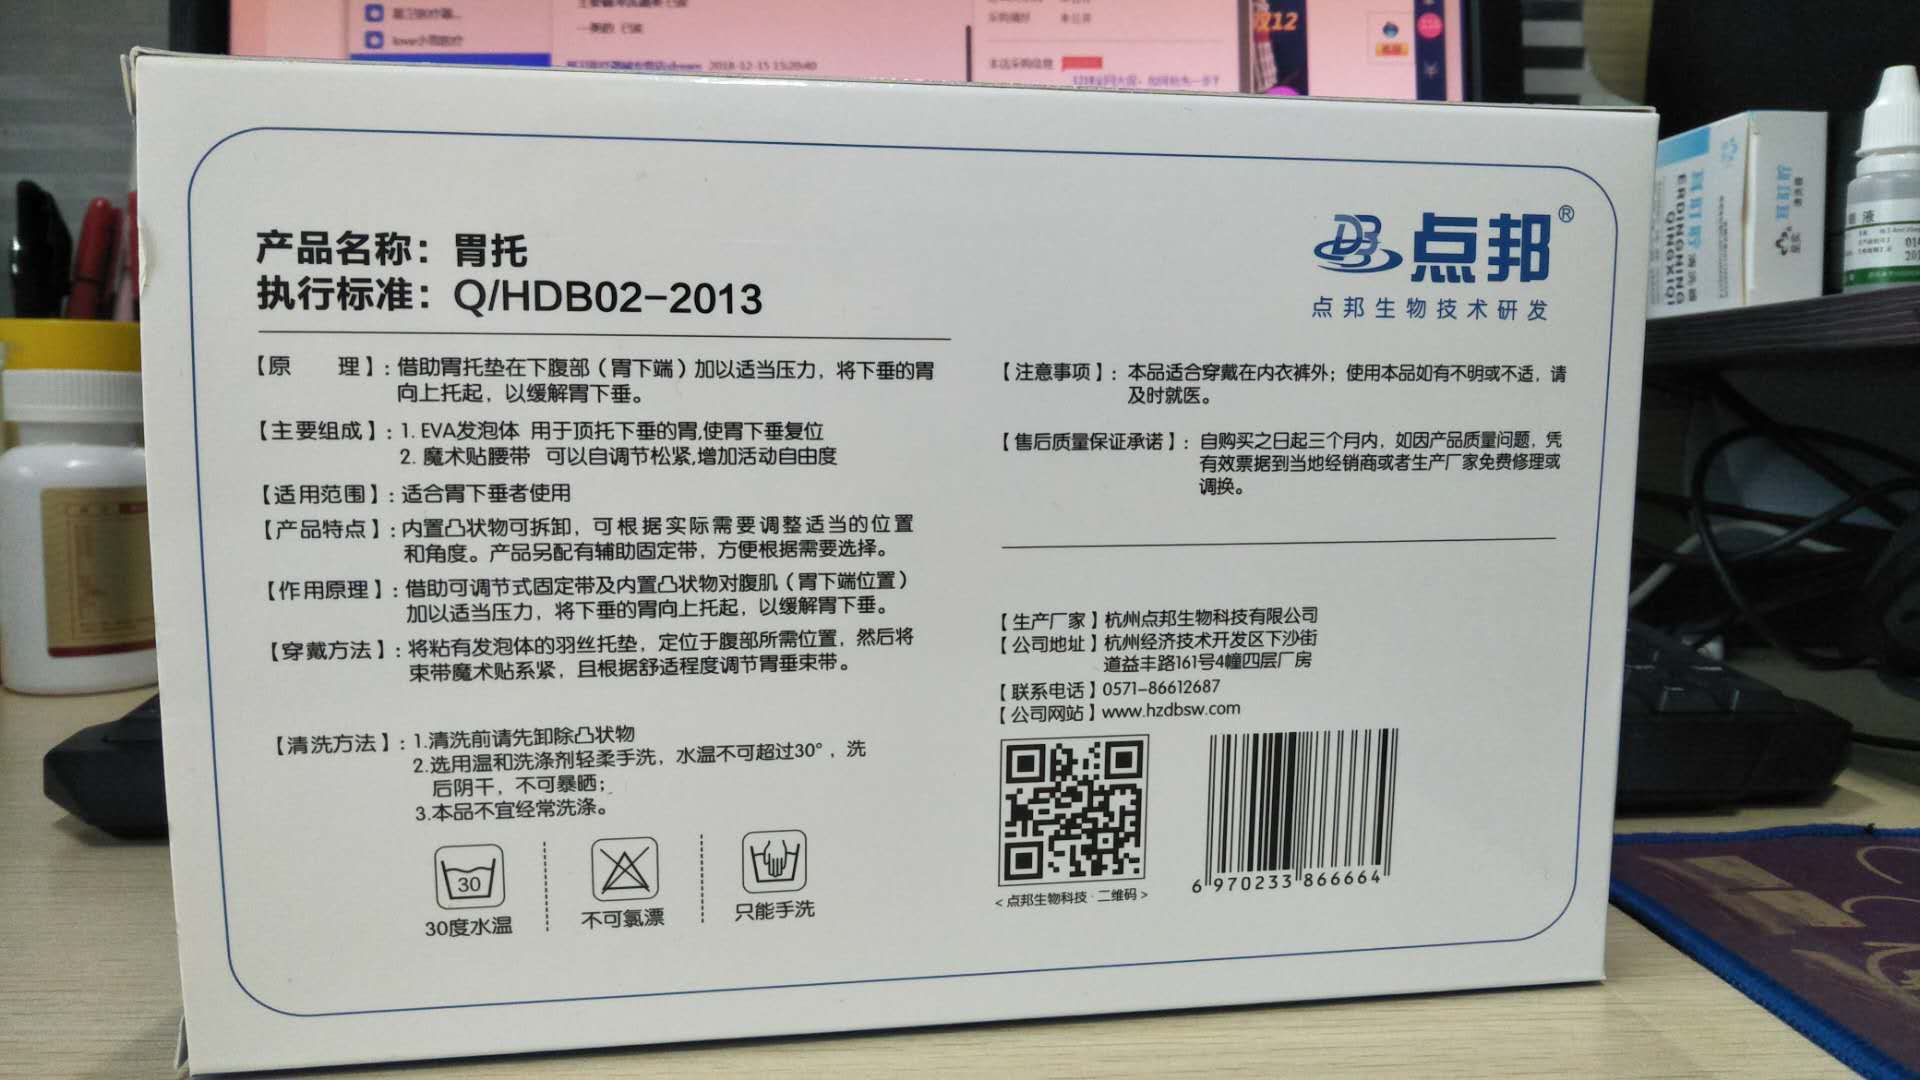 2018-12-15 15:20:40
产品名称：胃托
执行标准：Q/HDB02-2013
【原　　理】：借助胃托垫在下腹部（胃下端）加以适当压力，将下垂的胃
向上托起，以缓解胃下垂。
【主要组成】：1. EVA发泡体 用于顶托下垂的胃,使胃下垂复位
2. 魔术贴腰带 可以自调节松紧,增加活动自由度
【适用范围】：适合胃下垂者使用
【产品特点】：内置凸状物可拆卸，可根据实际需要调整适当的位置
和角度。产品另配有辅助固定带，方便根据需要选择。
【作用原理】：借助可调节式固定带及内置凸状物对腹肌（胃下端位置）
加以适当压力，将下垂的胃向上托起，以缓解胃下垂。
【穿戴方法】：将粘有发泡体的羽丝托垫，定位于腹部所需位置，然后将
束带魔术贴系紧，且根据舒适程度调节胃垂束带。
【清洗方法】：1.清洗前请先卸除凸状物
2.选用温和洗涤剂轻柔手洗，水温不可超过30°，洗
后阴干，不可暴晒；
3.本品不宜经常洗涤。
30
30度水温
不可氯漂
只能手洗
DB 点邦®
点邦生物技术研发
【注意事项】：本品适合穿戴在内衣裤外；使用本品如有不明或不适，请
及时就医。
【售后质量保证承诺】：自购买之日起三个月内，如因产品质量问题，凭
有效票据到当地经销商或者生产厂家免费修理或
调换。
【生产厂家】杭州点邦生物科技有限公司
【公司地址】杭州经济技术开发区下沙街
道益丰路161号4幢四层厂房
【联系电话】0571-86612687
【公司网站】www.hzdbsw.com
<点邦生物科技·二维码>
6 970233 866664